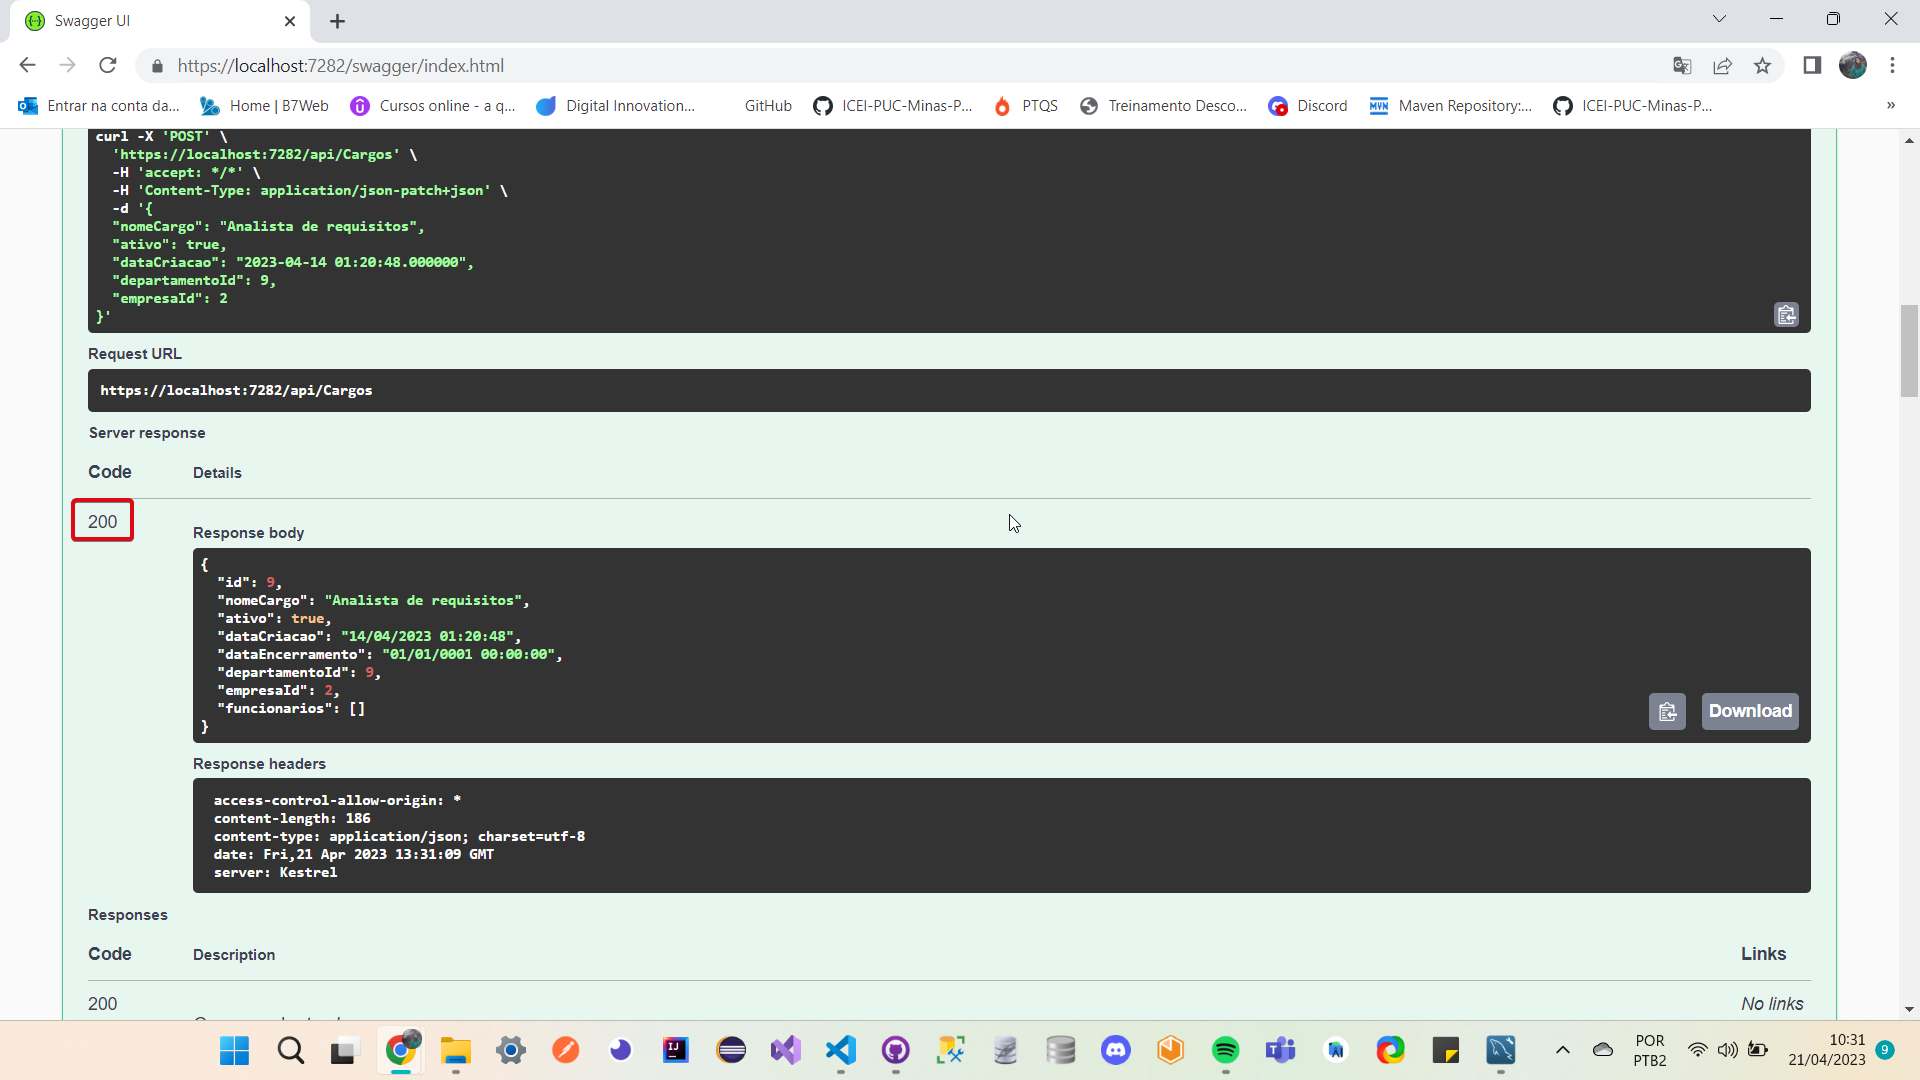 Swagger UI
https://localhost:7282/swagger/index.html
Entrar na conta da...
Home | B7Web
Cursos online - a q...
Digital Innovation...
GitHub
ICEI-PUC-Minas-P...
PTQS
Treinamento Desco...
Discord
Maven Repository:...
ICEI-PUC-Minas-P...
»
curl -X 'POST' \
'https://localhost:7282/api/Cargos' \
-H 'accept: */*' \
-H 'Content-Type: application/json-patch+json' \
-d '{
"nomeCargo": "Analista de requisitos",
"ativo": true,
"dataCriacao": "2023-04-14 01:20:48.000000",
"departamentoId": 9,
"empresaId": 2
}'
Request URL
https://localhost:7282/api/Cargos
Server response
Code Details
200
Response body
{
"id": 9,
"nomeCargo": "Analista de requisitos",
"ativo": true,
"dataCriacao": "14/04/2023 01:20:48",
"dataEncerramento": "01/01/0001 00:00:00",
"departamentoId": 9,
"empresaId": 2,
"funcionarios": []
}
Download
Response headers
access-control-allow-origin: *
content-length: 186
content-type: application/json; charset=utf-8
date: Fri,21 Apr 2023 13:31:09 GMT
server: Kestrel
Responses
Code Description Links
200 No links
POR
PTB2
10:31
21/04/2023
9